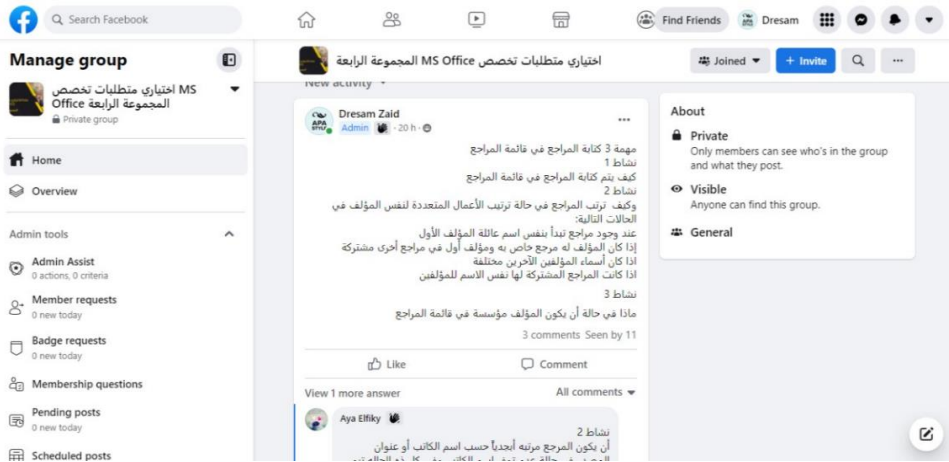 Search Facebook
Find Friends
Dresam
Manage group
MS اختياري متطلبات تخصص
Office المجموعة الرابعة
Private group
Home
Overview
Admin tools
Admin Assist
0 actions, 0 criteria
Member requests
0 new today
Badge requests
0 new today
Membership questions
Pending posts
0 new today
Scheduled posts
اختياري متطلبات تخصص MS Office المجموعة الرابعة
Joined
+ Invite
New activity
Dresam Zaid
APA
STYLE
Admin · 20 h ·
مهمة 3 كتابة المراجع في قائمة المراجع
نشاط 1
كيف يتم كتابة المراجع في قائمة المراجع
نشاط 2
وكيف ترتب المراجع في حالة ترتيب الأعمال المتعددة لنفس المؤلف في
الحالات التالية:
عند وجود مراجع تبدأ بنفس اسم عائلة المؤلف الأول
إذا كان المؤلف له مرجع خاص به ومؤلف أول في مراجع أخرى مشتركة
اذا كان أسماء المؤلفين الآخرين مختلفة
اذا كانت المراجع المشتركة لها نفس الاسم للمؤلفين
نشاط 3
ماذا في حالة أن يكون المؤلف مؤسسة في قائمة المراجع
3 comments Seen by 11
Like
Comment
View 1 more answer
All comments
Aya Elfiky
نشاط 2
أن يكون المرجع مرتبه أبجدياً حسب اسم الكاتب أو عنوان
About
Private
Only members can see who's in the group
and what they post.
Visible
Anyone can find this group.
General